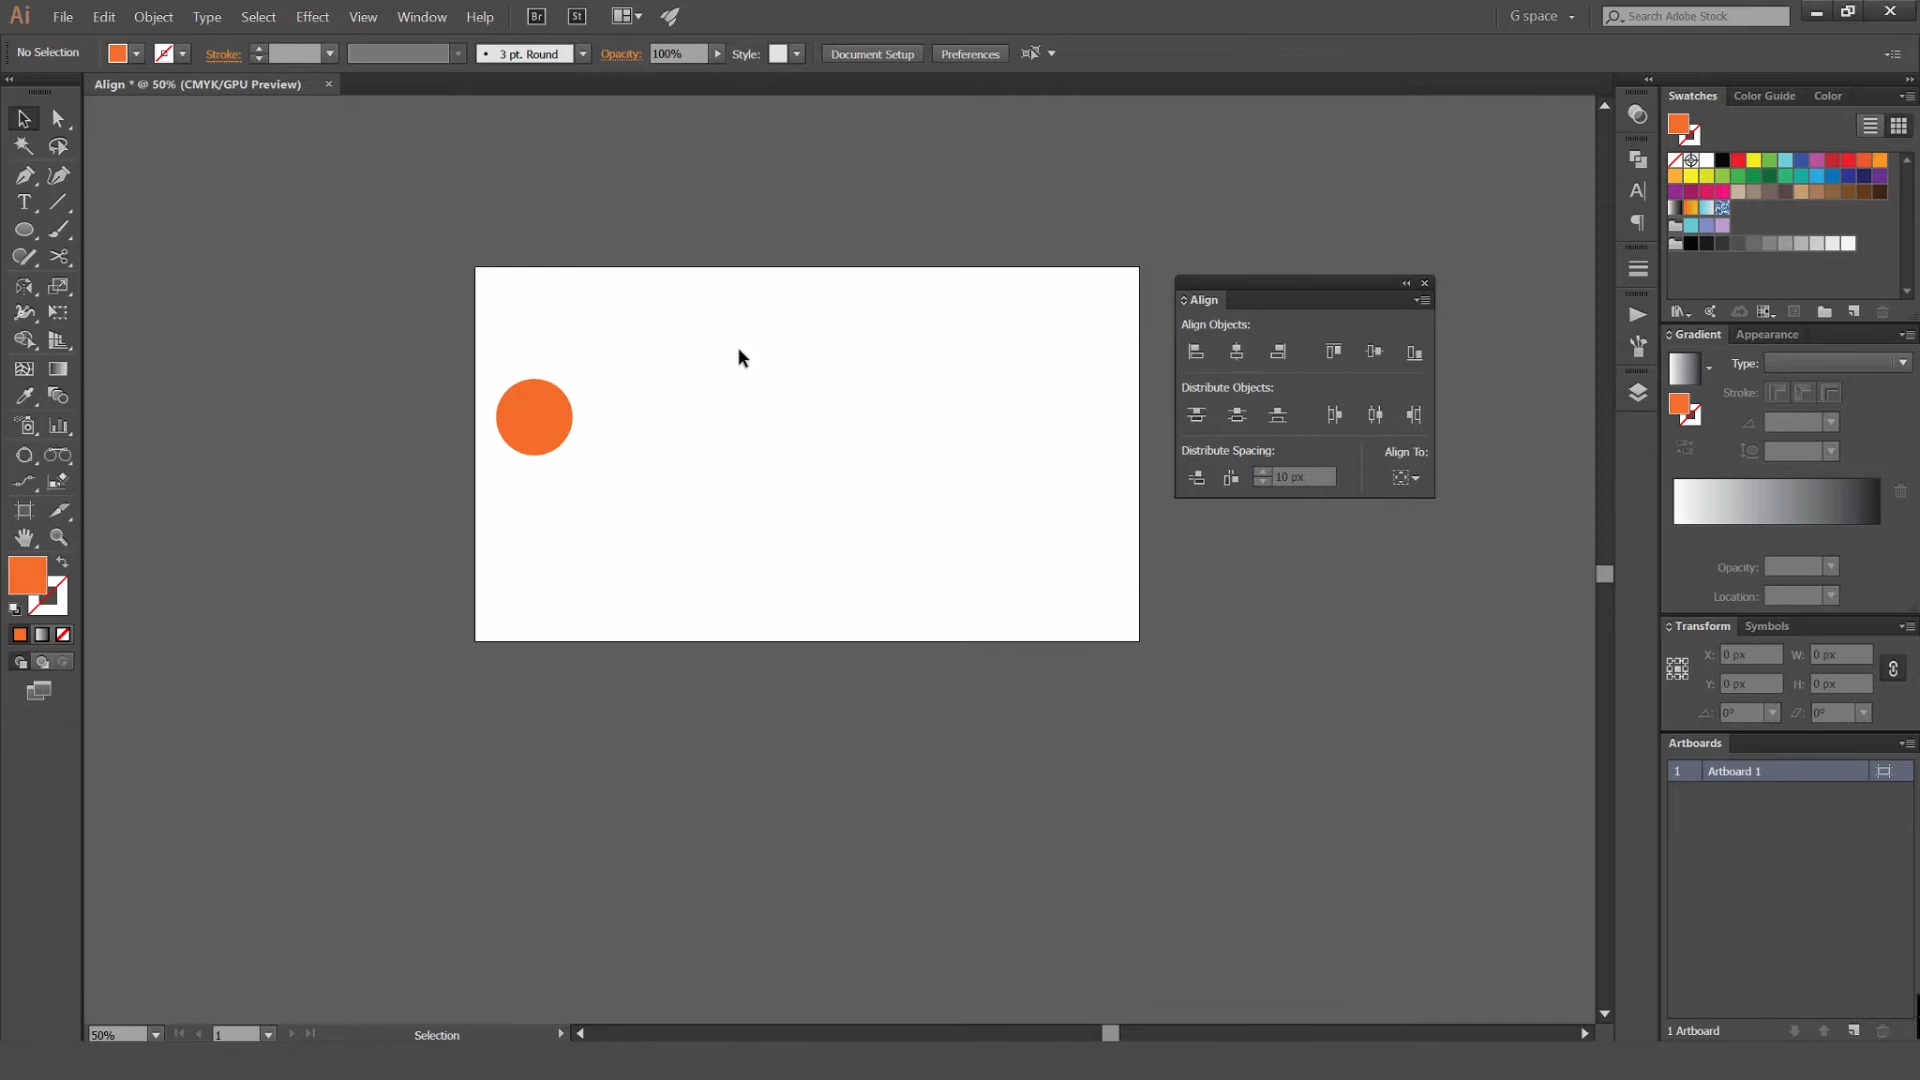 Ai File Edit Object Type Select Effect View Window Help Br St G space Search Adobe Stock
No Selection Stroke: 3 pt. Round Opacity: 100% Style: Document Setup Preferences
Align * @ 50% (CMYK/GPU Preview)
Swatches Color Guide Color
Align
Align Objects:
Distribute Objects:
Distribute Spacing: Align To:
10 px
Gradient Appearance
Type:
Stroke:
Opacity:
Location:
Transform Symbols
X: 0 px W: 0 px
Y: 0 px H: 0 px
0° 0°
Artboards
1 Artboard 1
1 Artboard
50% 1 Selection